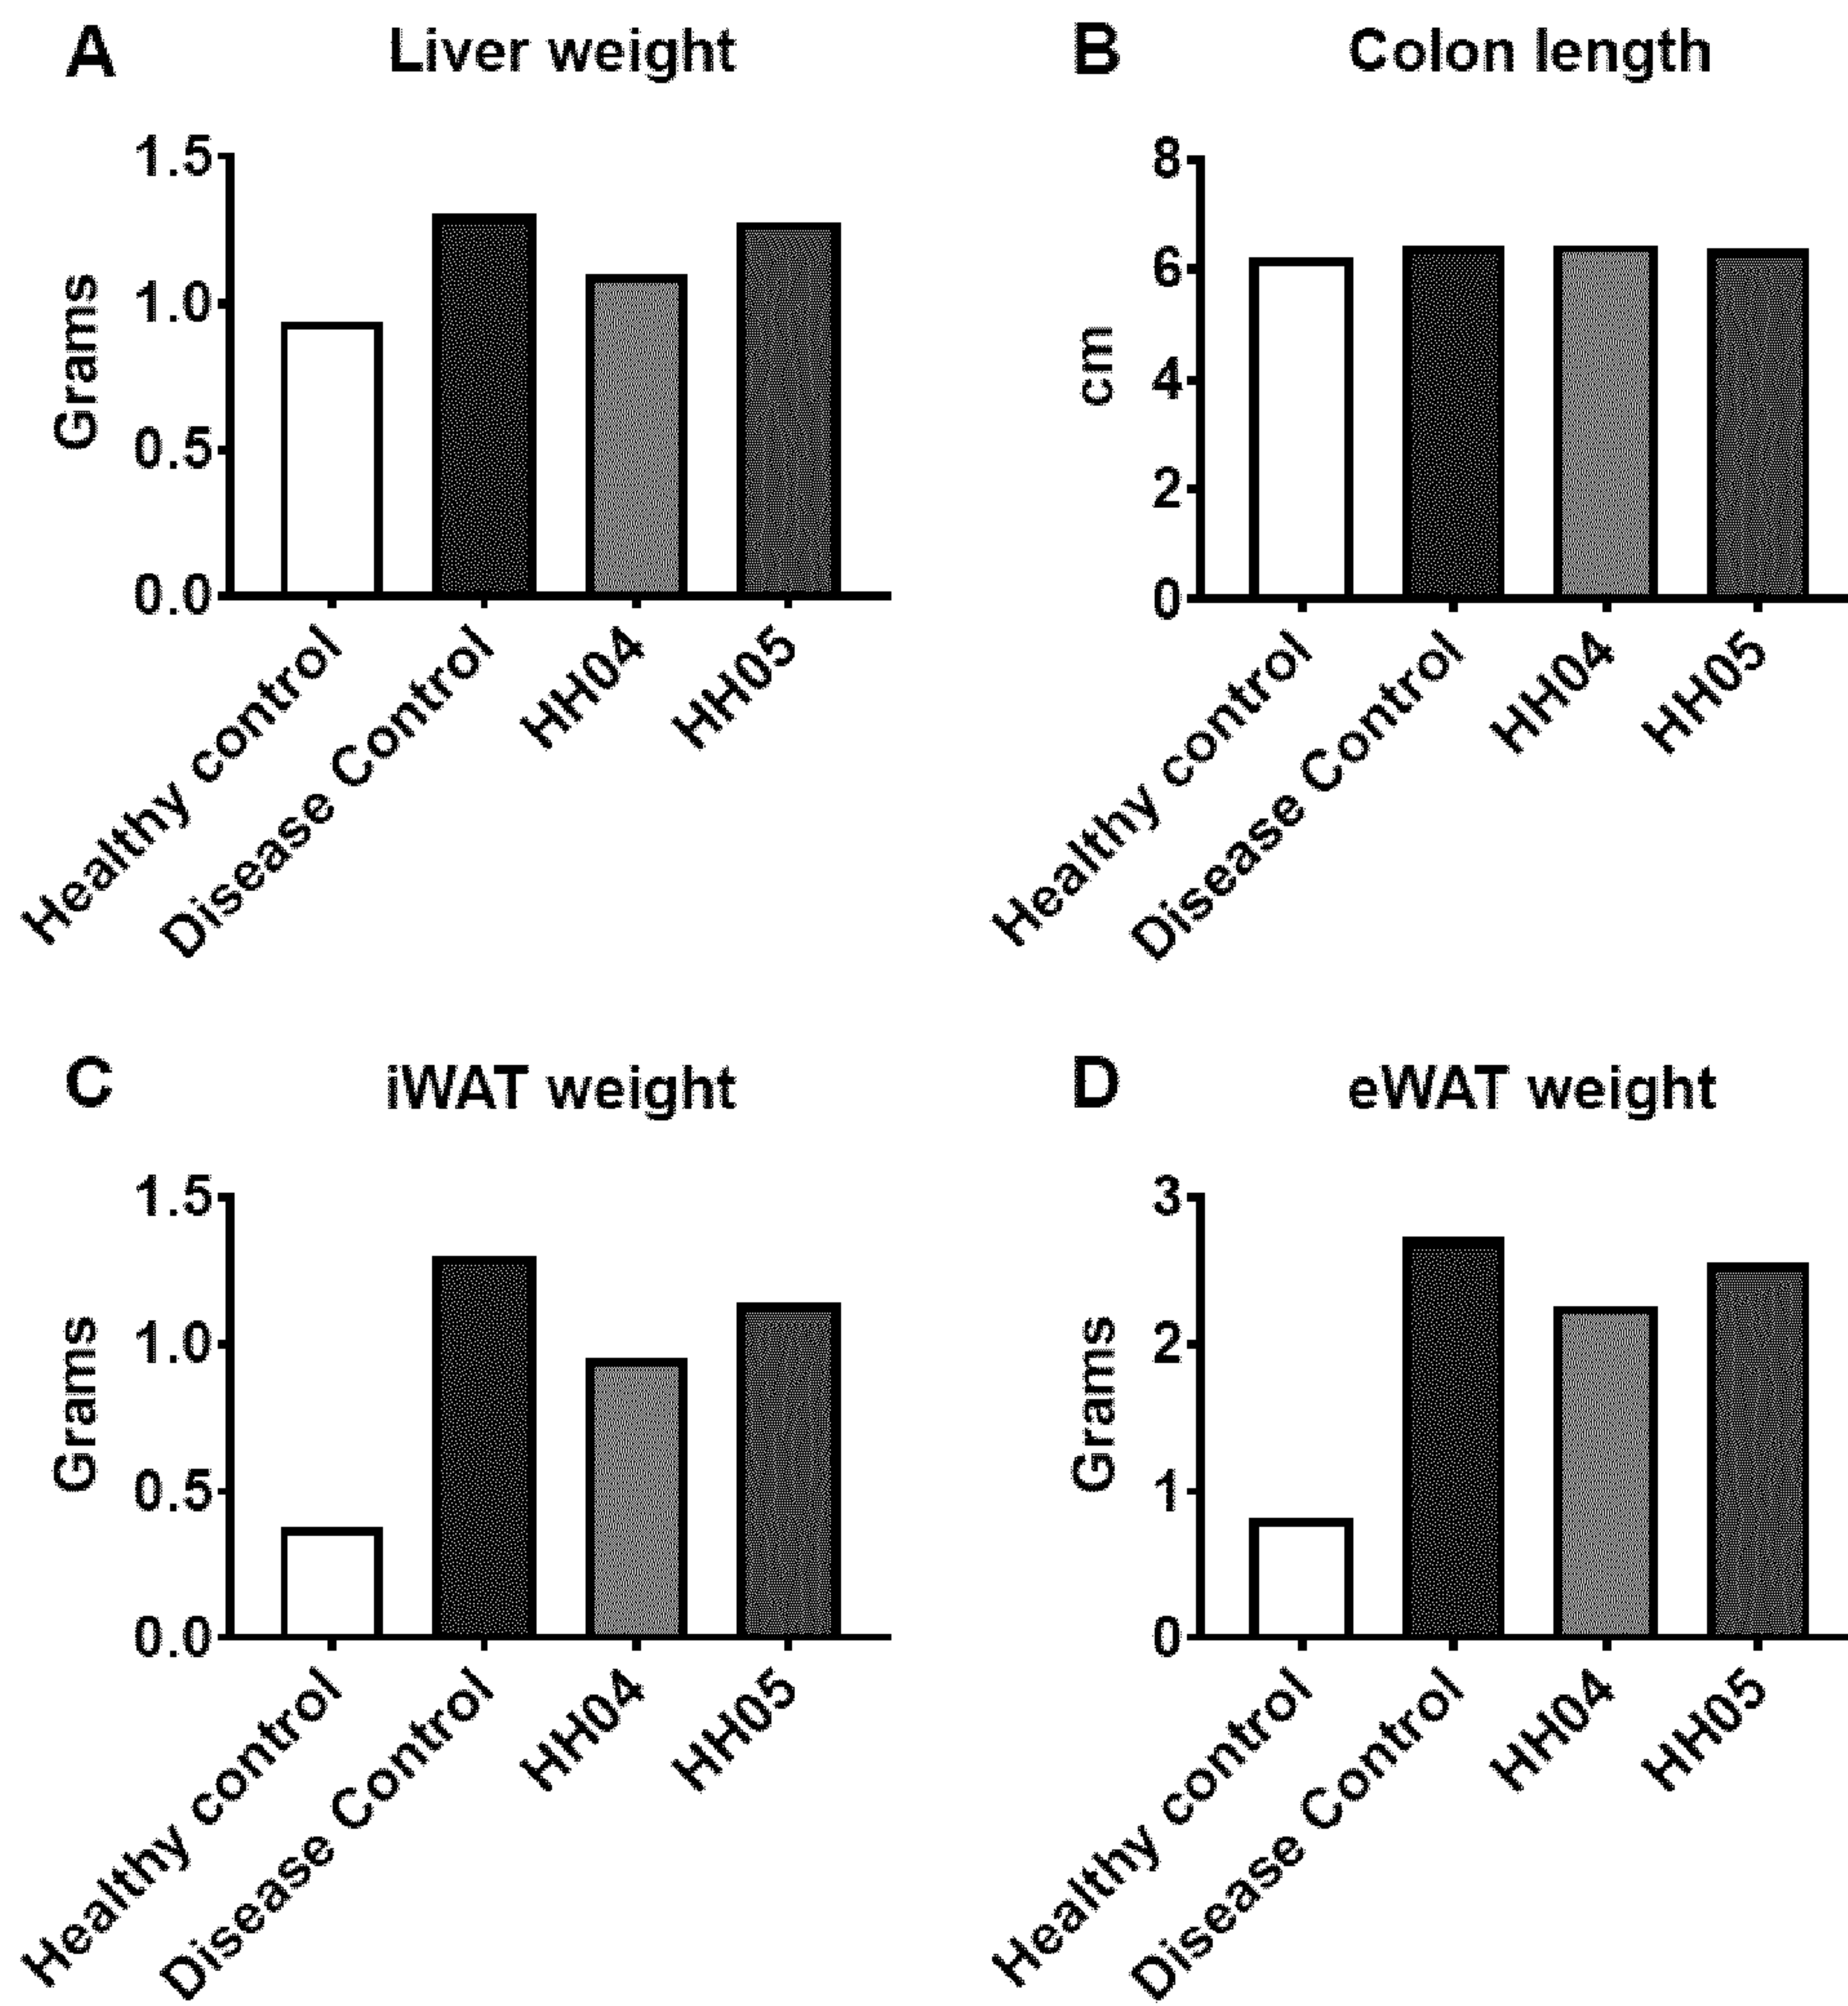 A Liver weight
1.5
1.0
0.5
0.0
Grams
Healthy control
Disease Control
HH04
HH05
B Colon length
8
6
4
2
0
cm
Healthy control
Disease Control
HH04
HH05
C iWAT weight
1.5
1.0
0.5
0.0
Grams
Healthy control
Disease Control
HH04
HH05
D eWAT weight
3
2
1
0
Grams
Healthy control
Disease Control
HH04
HH05